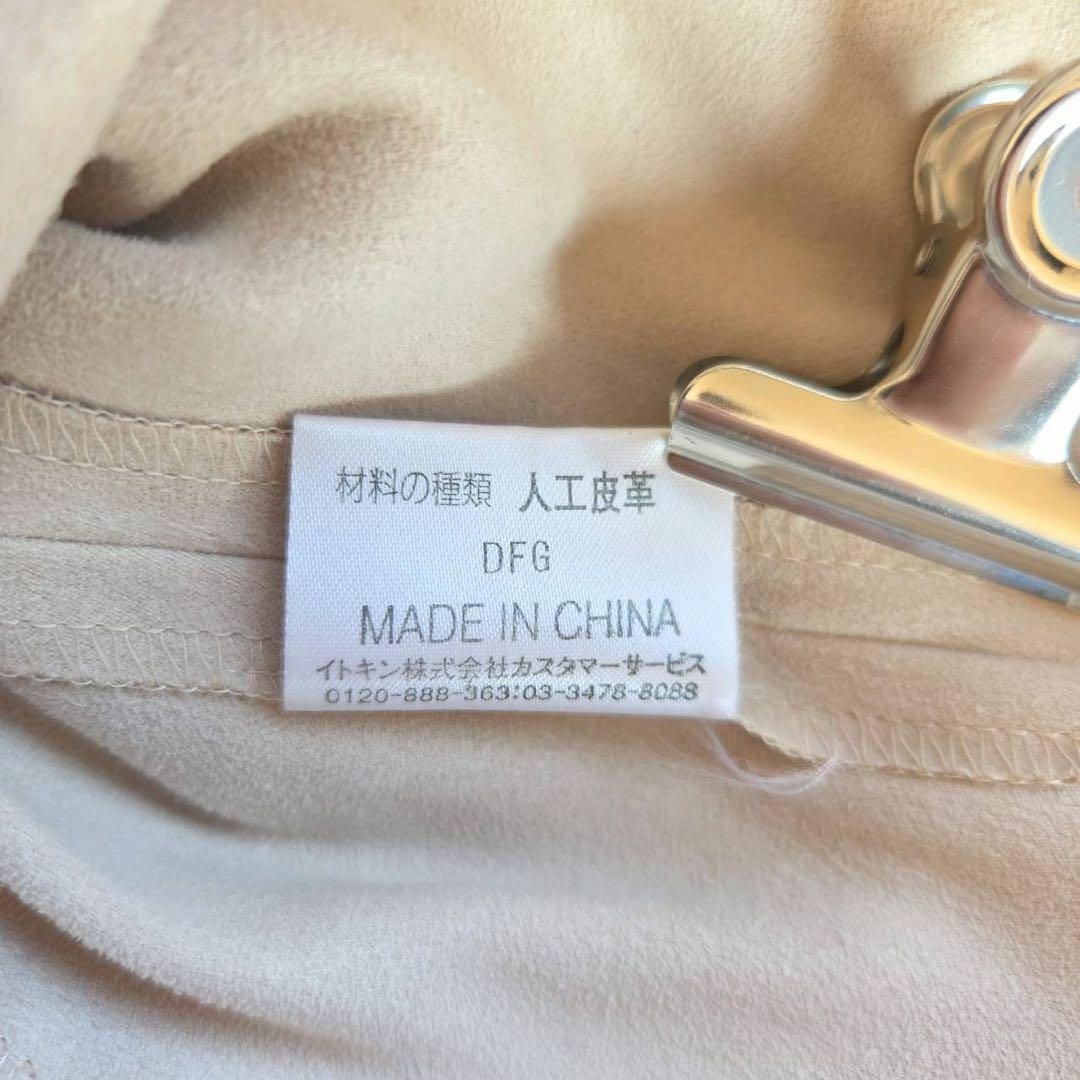 材料の種類 人工皮革
DFG
MADE IN CHINA
イトキン株式会社カスタマーサービス
0120-888-363:03-3478-8088